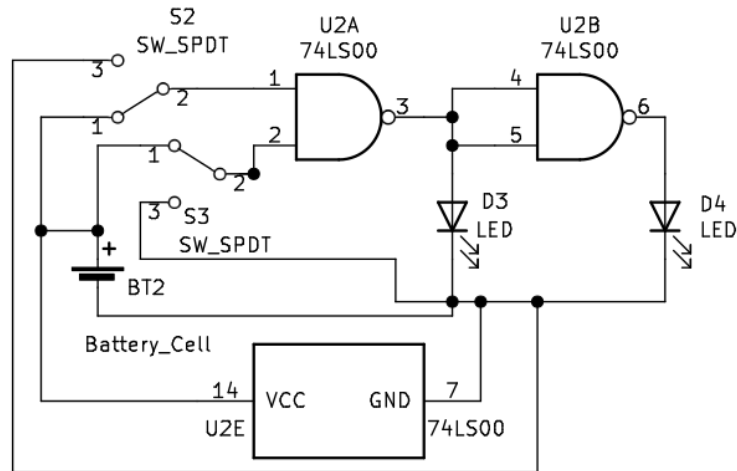 S2
SW_SPDT
3
2
1
U2A
74LS00
1
2
3
U2B
74LS00
4
5
6
1
2
3
S3
SW_SPDT
D3
LED
D4
LED
+
BT2
Battery_Cell
14
VCC
GND
7
U2E
74LS00